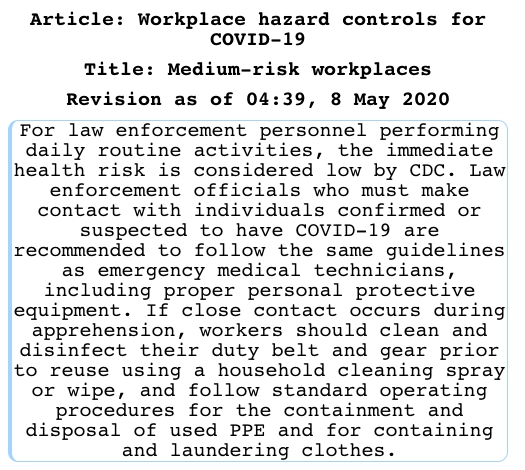 Article: Workplace hazard controls for
COVID-19
Title: Medium-risk workplaces
Revision as of 04:39, 8 May 2020
For law enforcement personnel performing
daily routine activities, the immediate
health risk is considered low by CDC. Law
enforcement officials who must make
contact with individuals confirmed or
suspected to have COVID-19 are
recommended to follow the same guidelines
as emergency medical technicians,
including proper personal protective
equipment. If close contact occurs during
apprehension, workers should clean and
disinfect their duty belt and gear prior
to reuse using a household cleaning spray
or wipe, and follow standard operating
procedures for the containment and
disposal of used PPE and for containing
and laundering clothes.